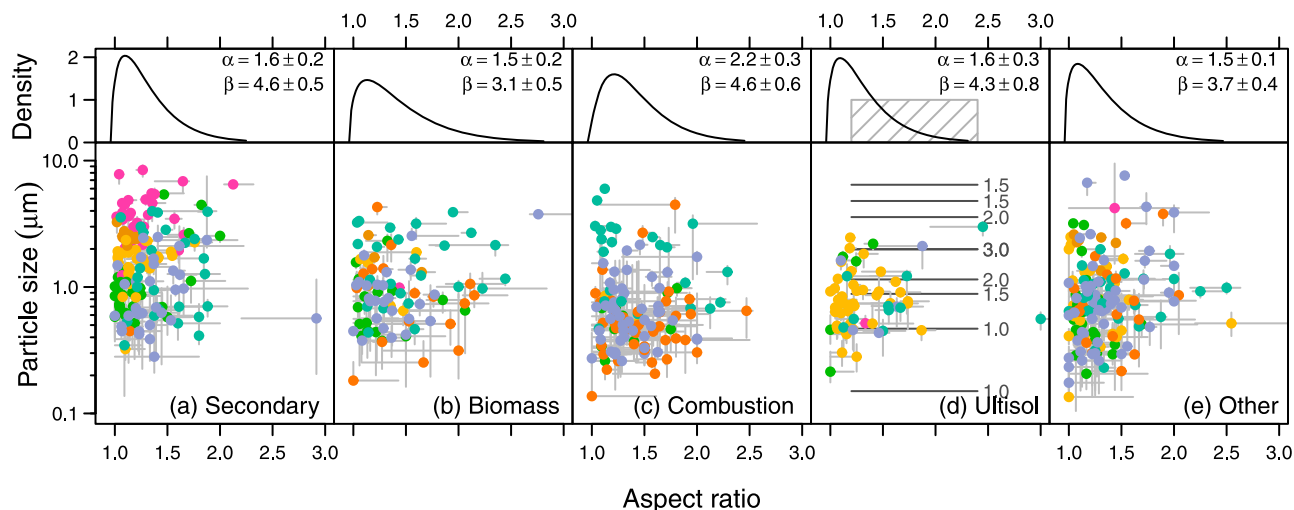 1.0 1.5 2.0 2.5 3.0 1.0 1.5 2.0 2.5 3.0
Density
2
1
0
α = 1.6 ± 0.2
β = 4.6 ± 0.5
α = 1.5 ± 0.2
β = 3.1 ± 0.5
α = 2.2 ± 0.3
β = 4.6 ± 0.6
α = 1.6 ± 0.3
β = 4.3 ± 0.8
α = 1.5 ± 0.1
β = 3.7 ± 0.4
Particle size (μm)
10.0
1.0
0.1
1.5
1.5
2.0
3.0
2.0
1.5
1.0
1.0
(a) Secondary
(b) Biomass
(c) Combustion
(d) Ultisol
(e) Other
1.0 1.5 2.0 2.5 3.0 1.0 1.5 2.0 2.5 3.0 1.0 1.5 2.0 2.5 3.0
Aspect ratio